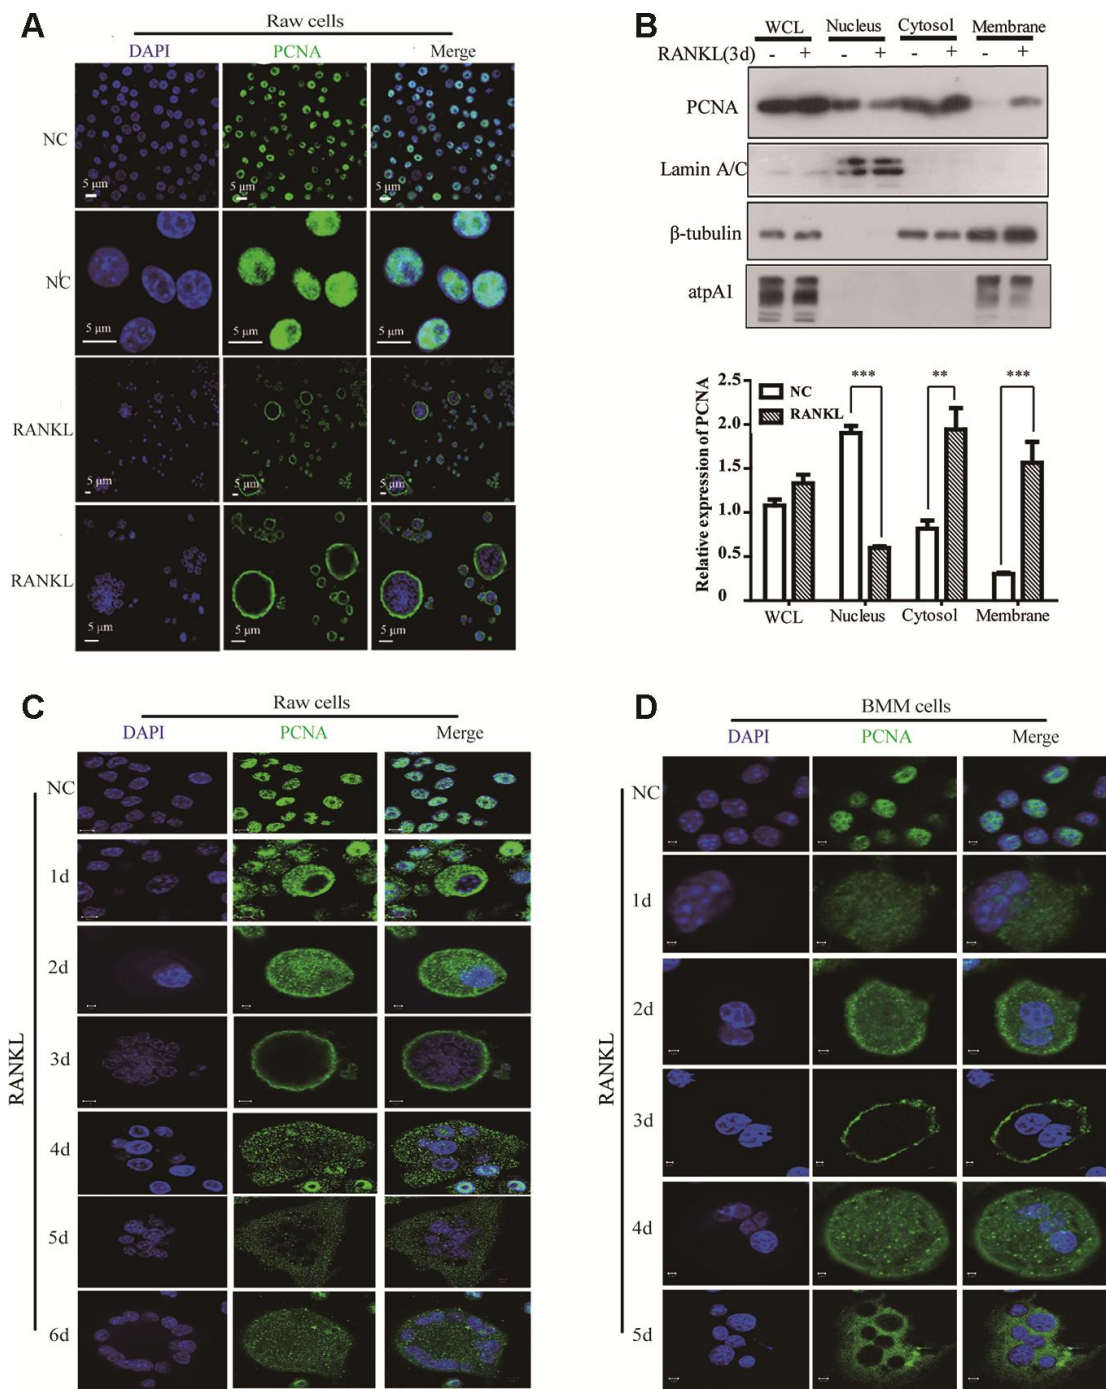 A
Raw cells
DAPI PCNA Merge
NC
5 μm 5 μm 5 μm
NC
5 μm 5 μm 5 μm
RANKL
5 μm 5 μm 5 μm
RANKL
5 μm 5 μm 5 μm
B
WCL Nucleus Cytosol Membrane
RANKL(3d) - + - + - + - +
PCNA
Lamin A/C
β-tubulin
atpA1
Relative expression of PCNA
2.5
2.0
1.5
1.0
0.5
0
NC
RANKL
*** ** ***
WCL Nucleus Cytosol Membrane
C
Raw cells
DAPI PCNA Merge
NC
RANKL
1d
2d
3d
4d
5d
6d
D
BMM cells
DAPI PCNA Merge
NC
RANKL
1d
2d
3d
4d
5d